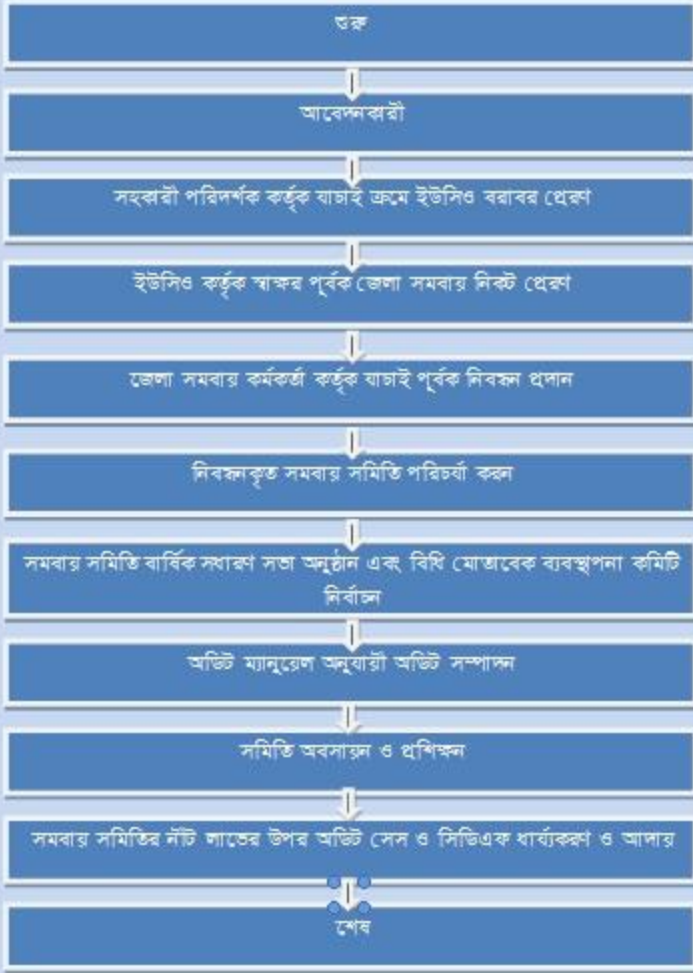 শুরু
আবেদনকারী
সহকারী পরিদর্শক কর্তৃক যাচাই ক্রমে ইউসিও বরাবর প্রেরণ
ইউসিও কর্তৃক স্বাক্ষর পূর্বক জেলা সমবায় নিকট প্রেরণ
জেলা সমবায় কর্মকর্তা কর্তৃক যাচাই পূর্বক নিবন্ধন প্রদান
নিবন্ধনকৃত সমবায় সমিতি পরিচর্যা করন
সমবায় সমিতি বার্ষিক সধারণ সভা অনুষ্ঠান এবং বিধি মোতাবেক ব্যবস্থাপনা কমিটি
নির্বাচন
অডিট ম্যানুয়েল অনুযায়ী অডিট সম্পাদন
সমিতি অবসায়ন ও প্রশিক্ষন
সমবায় সমিতির নীট লাভের উপর অডিট সেস ও সিডিএফ ধার্য্যকরণ ও আদায়
শেষ